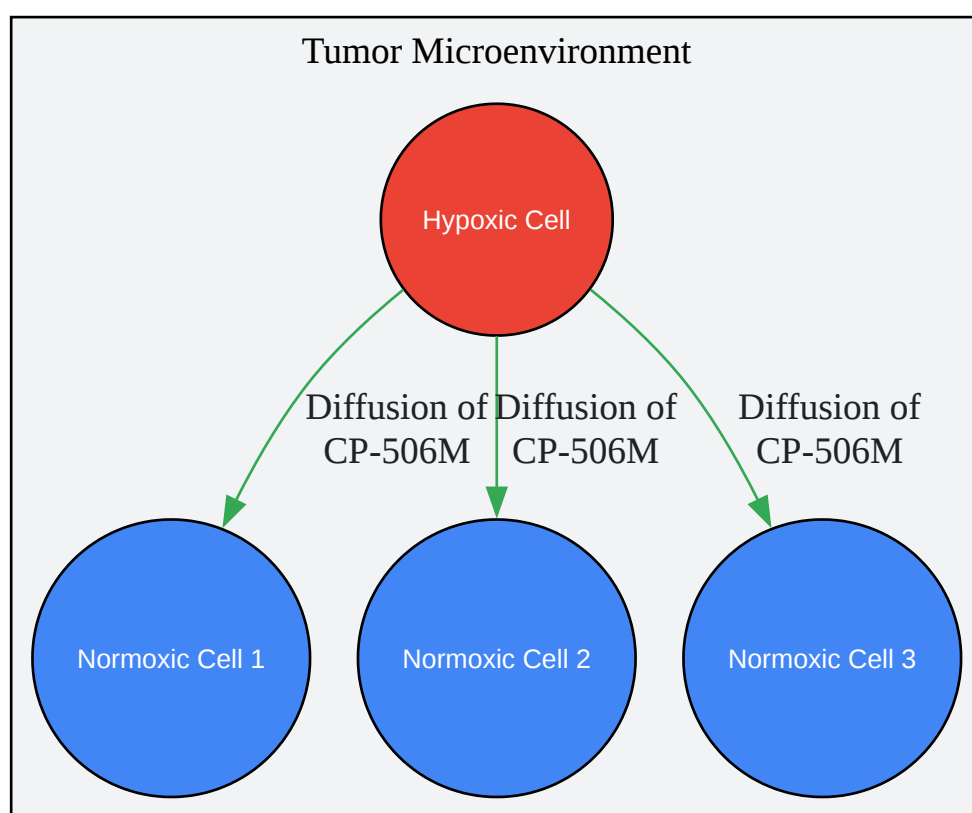 Tumor Microenvironment
Hypoxic Cell
Diffusion of
CP-506M
Diffusion of
CP-506M
Diffusion of
CP-506M
Normoxic Cell 1
Normoxic Cell 2
Normoxic Cell 3